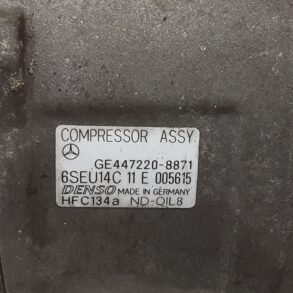 COMPRESSOR ASSY
GE447220-8871
6SEU14C 11 E 005615
DENSO MADE IN GERMANY
HFC134a ND-OIL8